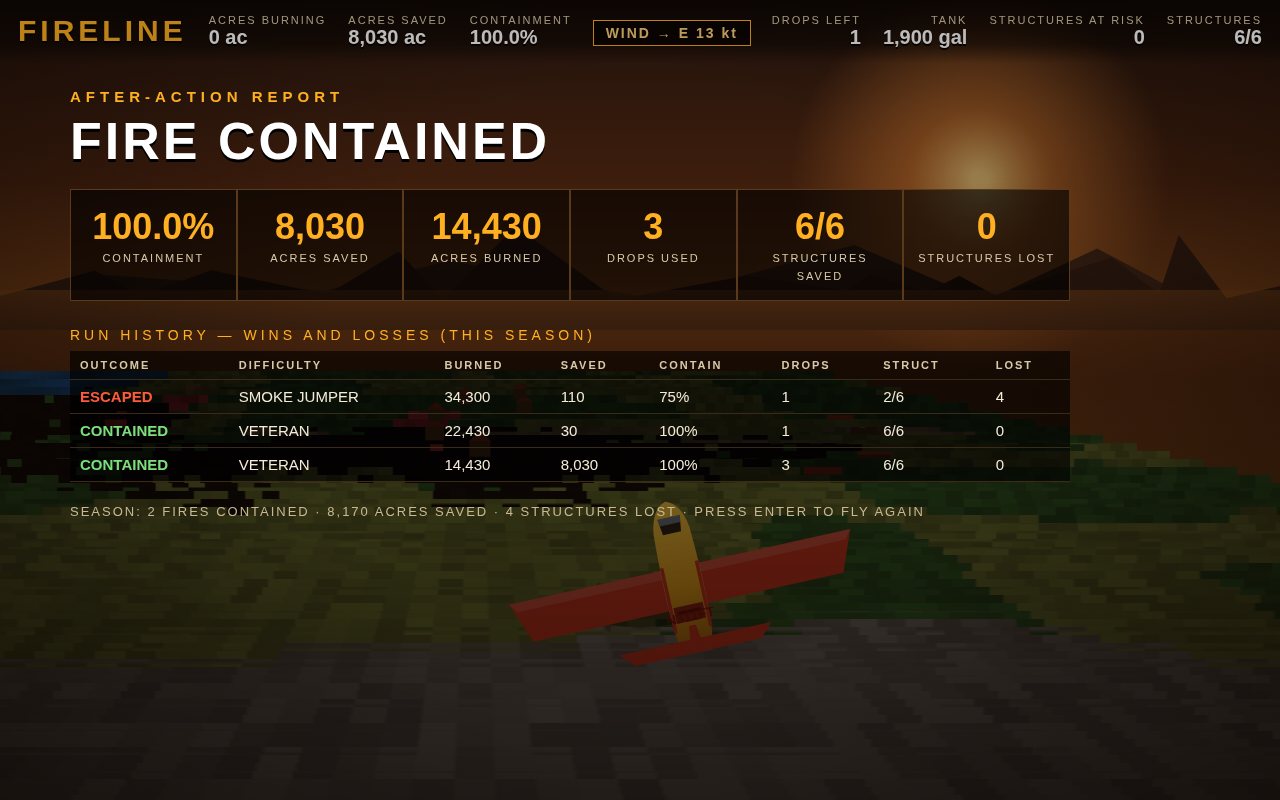 FIRELINE
ACRES BURNING ACRES SAVED CONTAINMENT WIND → E 13 kt DROPS LEFT TANK STRUCTURES AT RISK STRUCTURES
0 ac 8,030 ac 100.0% 1 1,900 gal 0 6/6
AFTER-ACTION REPORT
FIRE CONTAINED
100.0% 8,030 14,430 3 6/6 0
CONTAINMENT ACRES SAVED ACRES BURNED DROPS USED STRUCTURES SAVED STRUCTURES LOST
RUN HISTORY — WINS AND LOSSES (THIS SEASON)
OUTCOME DIFFICULTY BURNED SAVED CONTAIN DROPS STRUCT LOST
ESCAPED SMOKE JUMPER 34,300 110 75% 1 2/6 4
CONTAINED VETERAN 22,430 30 100% 1 6/6 0
CONTAINED VETERAN 14,430 8,030 100% 3 6/6 0
SEASON: 2 FIRES CONTAINED · 8,170 ACRES SAVED · 4 STRUCTURES LOST · PRESS ENTER TO FLY AGAIN